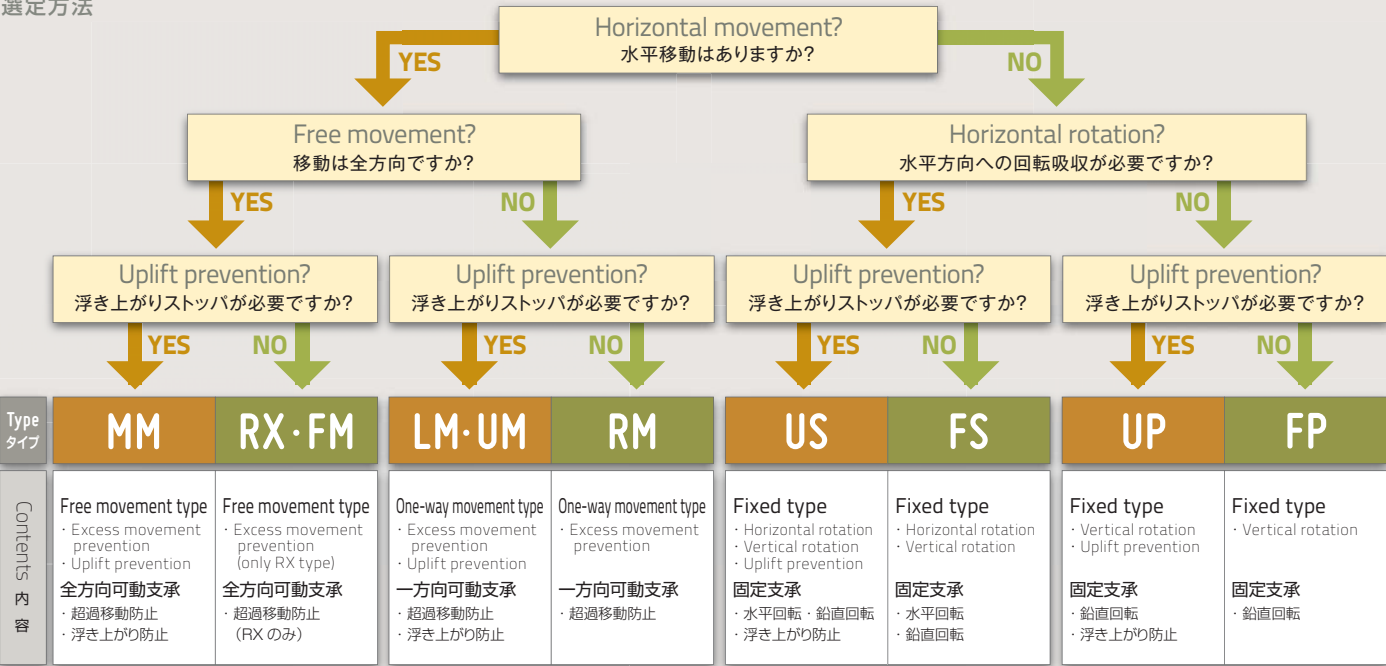 選定方法
Horizontal movement?
水平移動はありますか?
YES
NO
Free movement?
移動は全方向ですか?
Horizontal rotation?
水平方向への回転吸収が必要ですか?
YES
NO
YES
NO
Uplift prevention?
浮き上がりストッパが必要ですか?
Uplift prevention?
浮き上がりストッパが必要ですか?
Uplift prevention?
浮き上がりストッパが必要ですか?
Uplift prevention?
浮き上がりストッパが必要ですか?
YES
NO
YES
NO
YES
NO
YES
NO
Type
タイプ
MM
RX・FM
LM・UM
RM
US
FS
UP
FP
Contents
内容
Free movement type
・Excess movement
prevention
・Uplift prevention
全方向可動支承
・超過移動防止
・浮き上がり防止
Free movement type
・Excess movement
prevention
(only RX type)
全方向可動支承
・超過移動防止
（RX のみ）
One-way movement type
・Excess movement
prevention
・Uplift prevention
一方向可動支承
・超過移動防止
・浮き上がり防止
One-way movement type
・Excess movement
prevention
一方向可動支承
・超過移動防止
Fixed type
・Horizontal rotation
・Vertical rotation
・Uplift prevention
固定支承
・水平回転・鉛直回転
・浮き上がり防止
Fixed type
・Horizontal rotation
・Vertical rotation
固定支承
・水平回転
・鉛直回転
Fixed type
・Vertical rotation
・Uplift prevention
固定支承
・鉛直回転
・浮き上がり防止
Fixed type
・Vertical rotation
固定支承
・鉛直回転